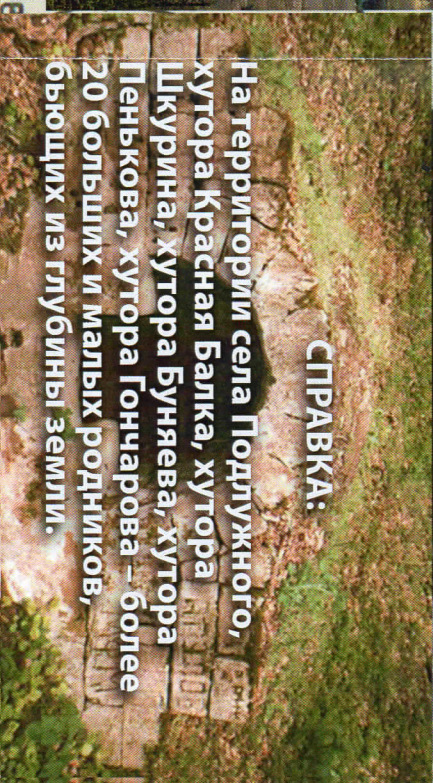 СПРАВКА:
На территории села Подлужного,
хутора Красная Балка, хутора
Шкурина, хутора Буняева, хутора
Пенькова, хутора Гончарова – более
20 больших и малых родников,
бьющих из глубины земли.